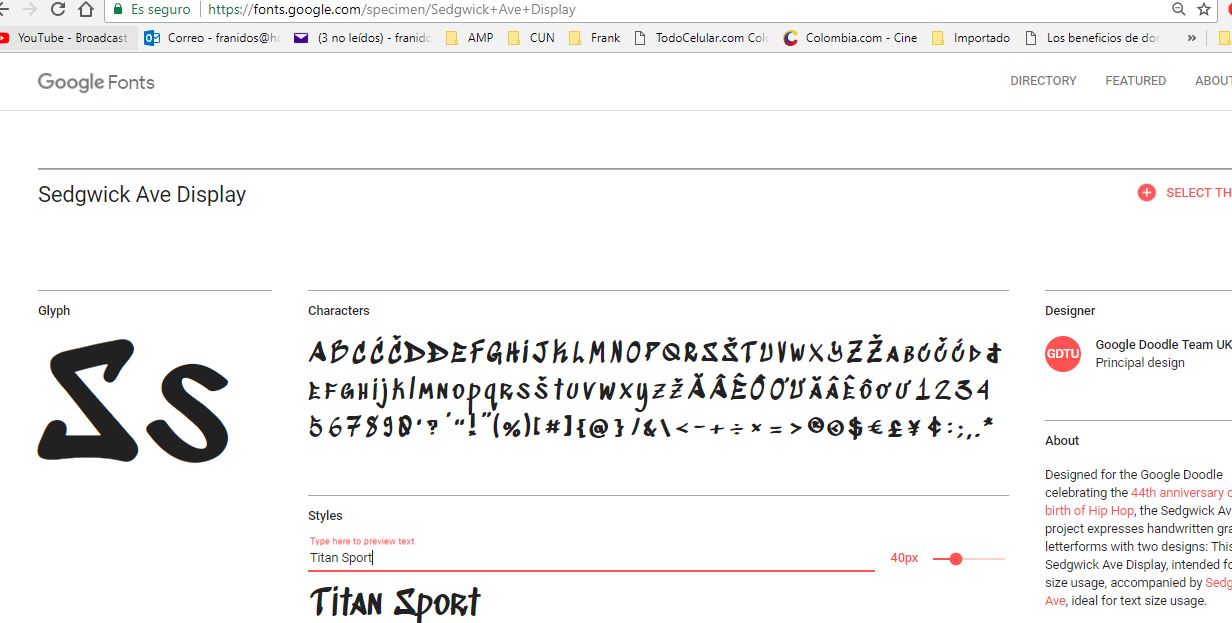 Es seguro https://fonts.google.com/specimen/Sedgwick+Ave+Display
YouTube - Broadcast Correo - franidos@h (3 no leídos) - franido AMP CUN Frank TodoCelular.com Col Colombia.com - Cine Importado Los beneficios de do »
Google Fonts DIRECTORY FEATURED ABOU
Sedgwick Ave Display SELECT TH
Glyph
Ss
Characters
ABCĆČDĐEFGHIJKLMNOPQRSŠTUVWXYZŽabcčćdđ
efghijklmnopqrsštuvwxyzžĂÂÊÔƠƯăâêôơư1234
567890‘?’“!”(%)[#]{@}/&\<-+÷×=>®©$€£¥¢:;,.*
Designer
GDTU
Google Doodle Team UK
Principal design
About
Designed for the Google Doodle
celebrating the 44th anniversary o
birth of Hip Hop, the Sedgwick Av
project expresses handwritten gra
letterforms with two designs: This
Sedgwick Ave Display, intended fo
size usage, accompanied by Sedg
Ave, ideal for text size usage.
Styles
Type here to preview text
Titan Sport 40px
Titan Sport